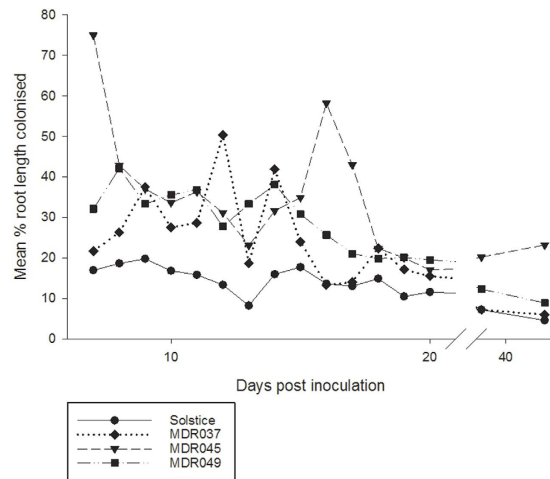 80
70
60
50
40
30
20
10
0
Mean % root length colonised
10 20 40
Days post inoculation
Solstice
MDR037
MDR045
MDR049